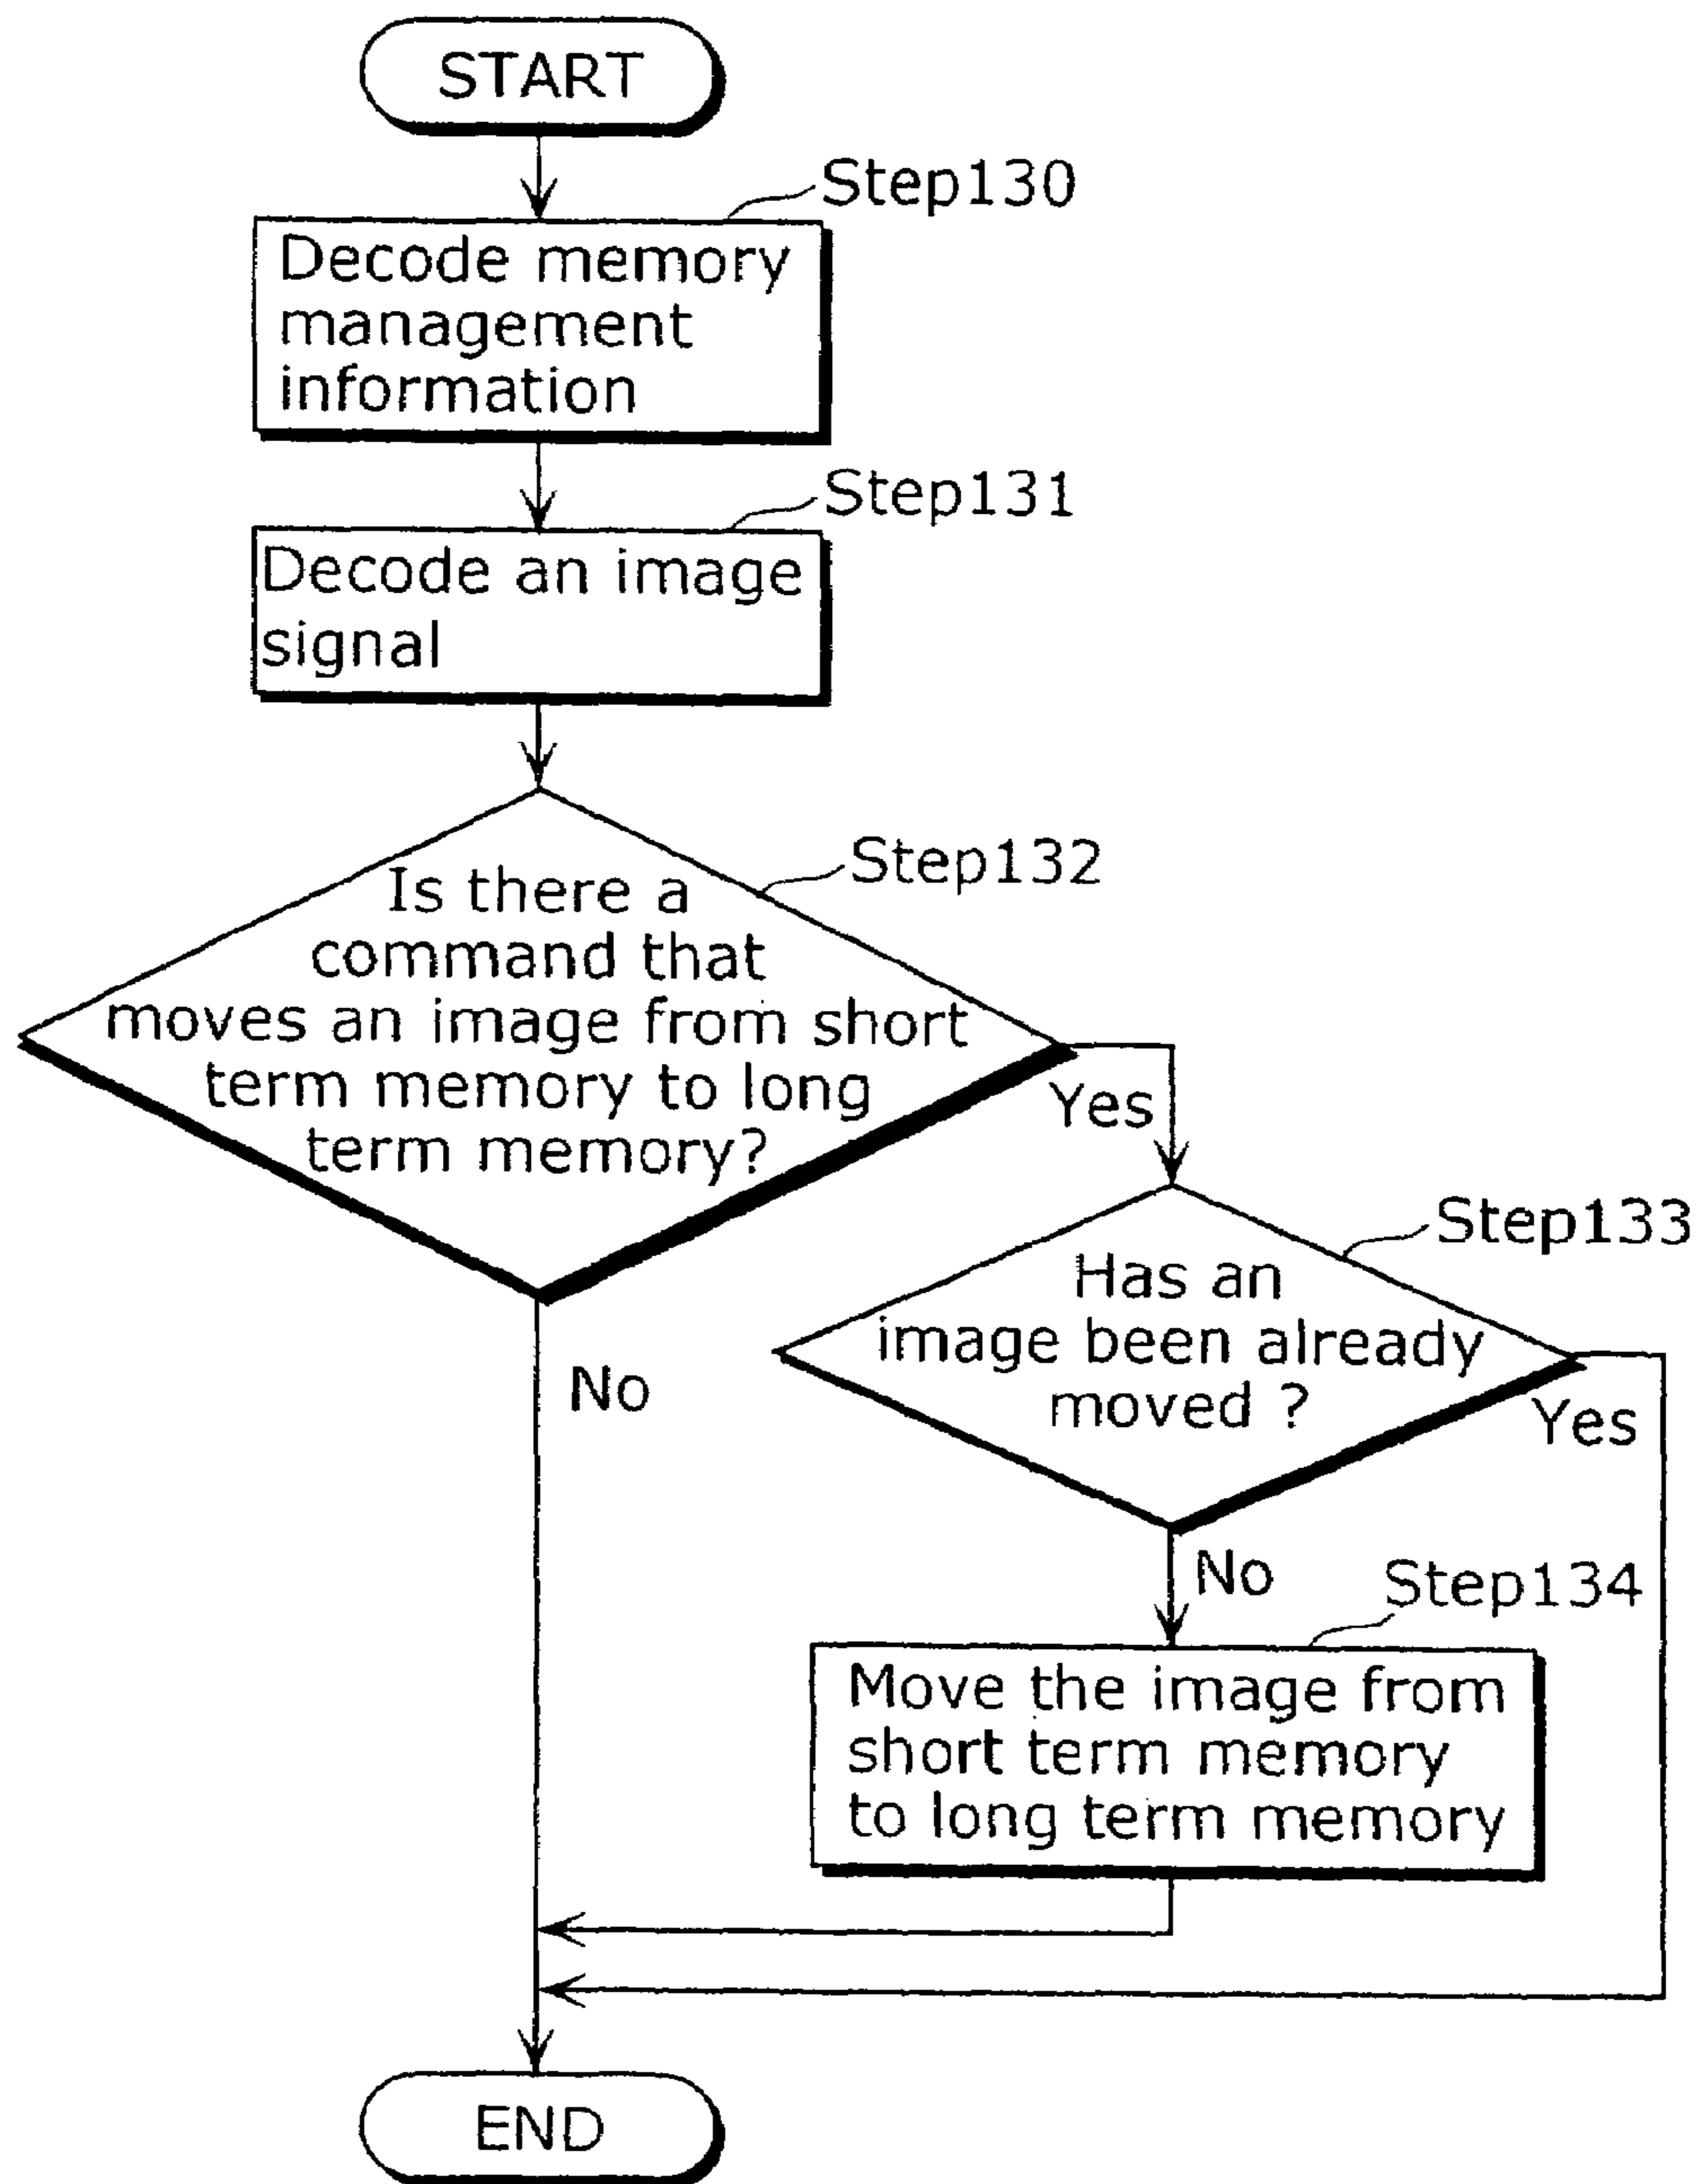 START
Step130
Decode memory
management
information
Step131
Decode an image
signal
Step132
Is there a
command that
moves an image from short
term memory to long
term memory?
Yes
No
Step133
Has an
image been already
moved ?
Yes
No
Step134
Move the image from
short term memory
to long term memory
END